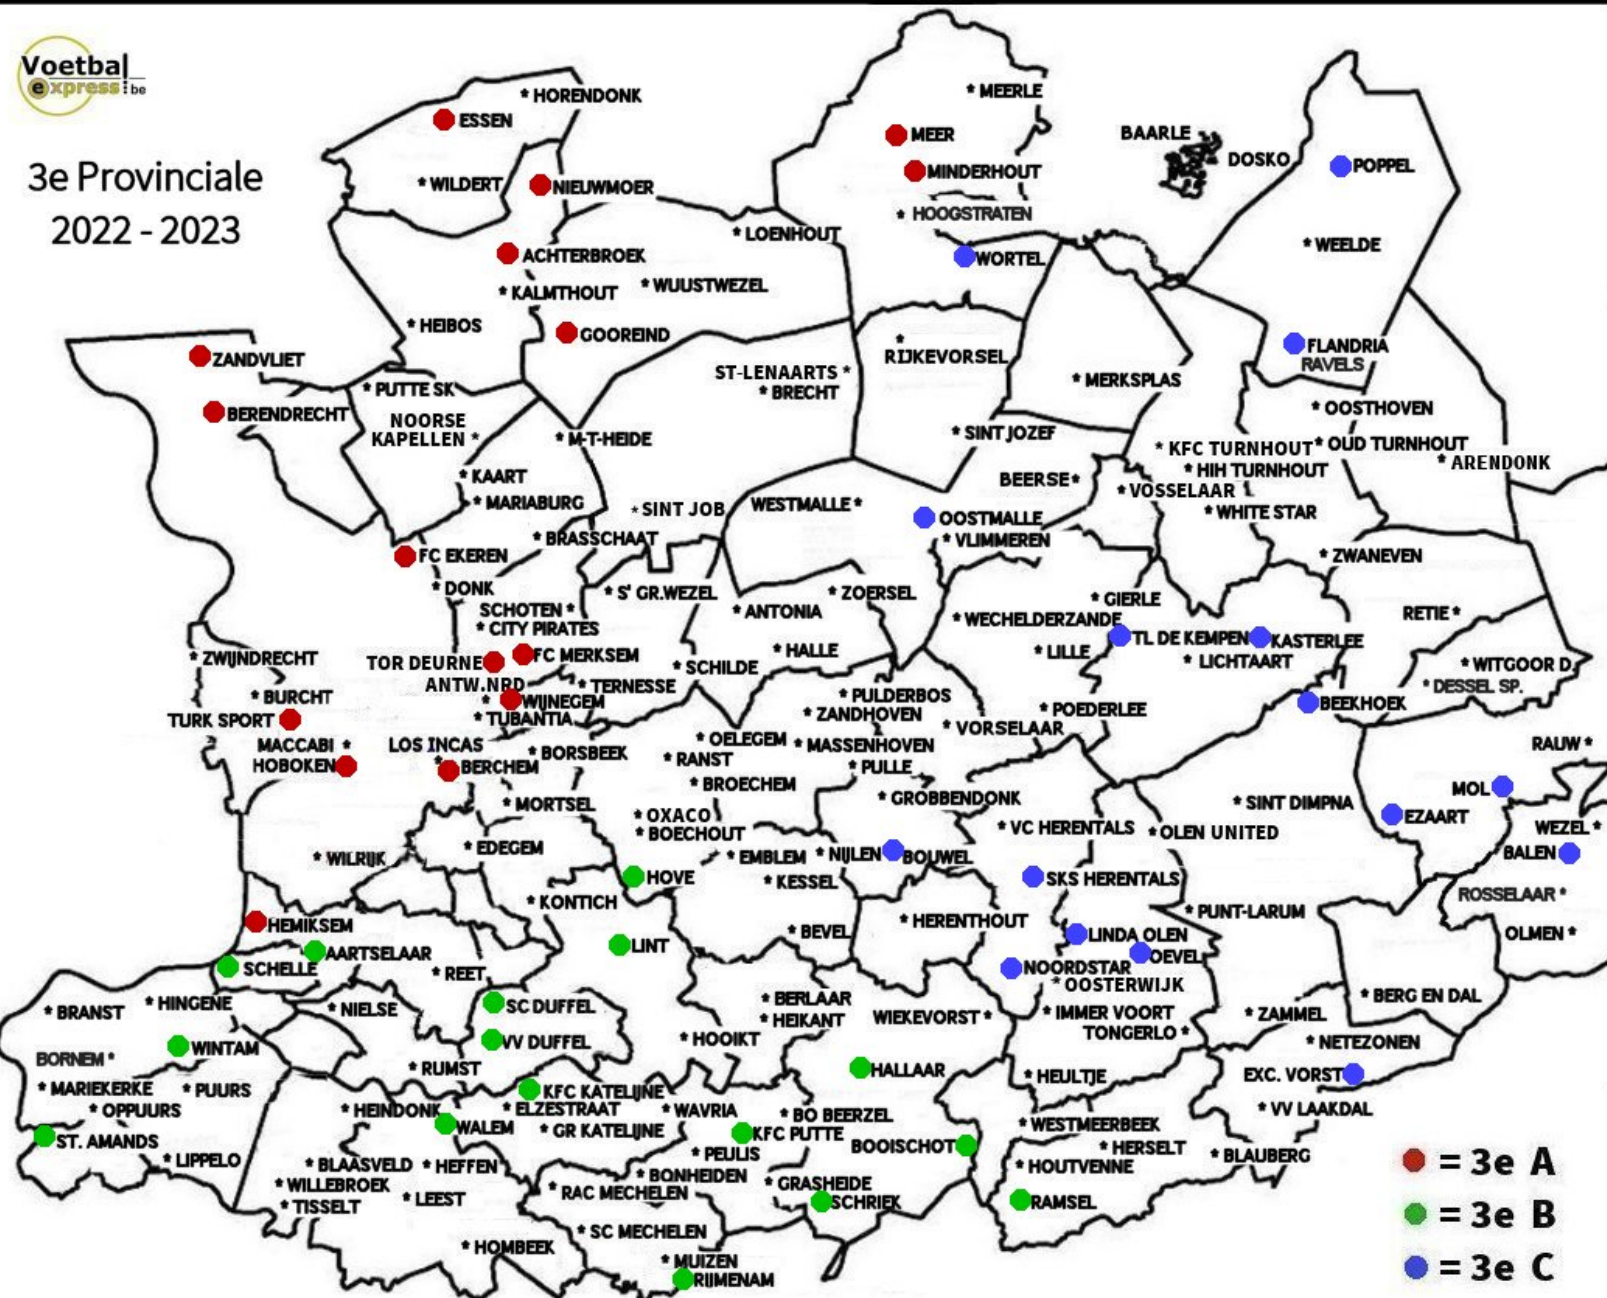 Voetbal
express.be
3e Provinciale
2022 - 2023
* HORENDONK
ESSEN
* WILDERT
NIEUWMOER
* MEERLE
MEER
MINDERHOUT
* HOOGSTRATEN
BAARLE
DOSKO
POPPEL
* WEELDE
* LOENHOUT
WORTEL
ACHTERBROEK
* KALMTHOUT
* WUUSTWEZEL
* HEIBOS
GOOREIND
ZANDVLIET
BERENDRECHT
* PUTTE SK
NOORSE
KAPELLEN *
ST-LENAARTS *
* BRECHT
*
RIJKEVORSEL
* MERKSPLAS
FLANDRIA
RAVELS
* OOSTHOVEN
* M-T-HEIDE
* SINT JOZEF
* KFC TURNHOUT
* OUD TURNHOUT
* ARENDONK
* HIH TURNHOUT
* KAART
* MARIABURG
BEERSE *
* VOSSELAAR
* WHITE STAR
* SINT JOB
WESTMALLE *
OOSTMALLE
* VLIMMEREN
* BRASSCHAAT
FC EKEREN
* ZWANEVEN
* DONK
* S' GR.WEZEL
* ZOERSEL
* ANTONIA
* GIERLE
RETIE *
SCHOTEN *
* CITY PIRATES
* WECHELDERZANDE
TL DE KEMPEN
KASTERLEE
* ZWIJNDRECHT
TOR DEURNE
FC MERKSEM
* HALLE
* LILLE
* LICHTAART
* SCHILDE
* WITGOOR D.
* DESSEL SP.
ANTW.NRD
*
* TERNESSE
* BURCHT
WIJNEGEM
* PULDERBOS
* ZANDHOVEN
* POEDERLEE
BEEKHOEK
TURK SPORT
* TUBANTIA
* VORSELAAR
MACCABI *
HOBOKEN
LOS INCAS
*
BERCHEM
* BORSBEEK
* OELEGEM
* MASSENHOVEN
* RANST
* PULLE
RAUW *
* BROECHEM
* GROBBENDONK
MOL
* MORTSEL
* OXACO
* BOECHOUT
* SINT DIMPNA
EZAART
* VC HERENTALS
* OLEN UNITED
WEZEL *
* WILRIJK
* EDEGEM
* EMBLEM
* NIJLEN
BOUWEL
BALEN
HOVE
* KESSEL
SKS HERENTALS
ROSSELAAR *
* KONTICH
HEMIKSEM
* BEVEL
* HERENTHOUT
* PUNT-LARUM
OLMEN *
LINDA OLEN
LINT
AARTSELAAR
SCHELLE
* REET
OEVEL
NOORDSTAR
* OOSTERWIJK
* BERG EN DAL
* BRANST
* HINGENE
* NIELSE
SC DUFFEL
* BERLAAR
* HEIKANT
WIEKEVORST *
* IMMER VOORT
TONGERLO *
* ZAMMEL
* NETEZONEN
WINTAM
VV DUFFEL
* HOOIKT
BORNEM *
* RUMST
HALLAAR
* HEULTJE
EXC. VORST
* MARIEKERKE
* PUURS
KFC KATELIJNE
* OPPUURS
* HEINDONK
* ELZESTRAAT
* WAVRIA
* BO BEERZEL
* VV LAAKDAL
WALEM
* GR KATELIJNE
KFC PUTTE
* WESTMEERBEEK
ST. AMANDS
* PEULIS
BOOISCHOT
* HERSELT
* BLAUBERG
* LIPPELO
* BLAASVELD
* HEFFEN
* HOUTVENNE
* WILLEBROEK
* BONHEIDEN
* GRASHEIDE
* RAC MECHELEN
* LEEST
SCHRIEK
RAMSEL
* TISSELT
* SC MECHELEN
* HOMBEEK
* MUIZEN
RIJMENAM
= 3e A
= 3e B
= 3e C